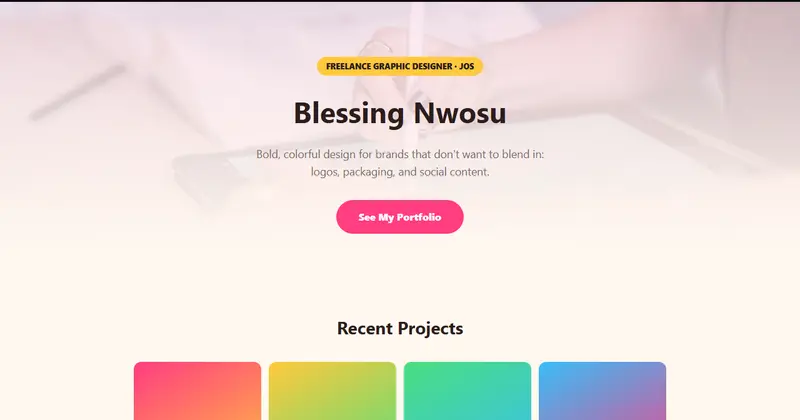 FREELANCE GRAPHIC DESIGNER · JOS
Blessing Nwosu
Bold, colorful design for brands that don't want to blend in:
logos, packaging, and social content.
See My Portfolio
Recent Projects